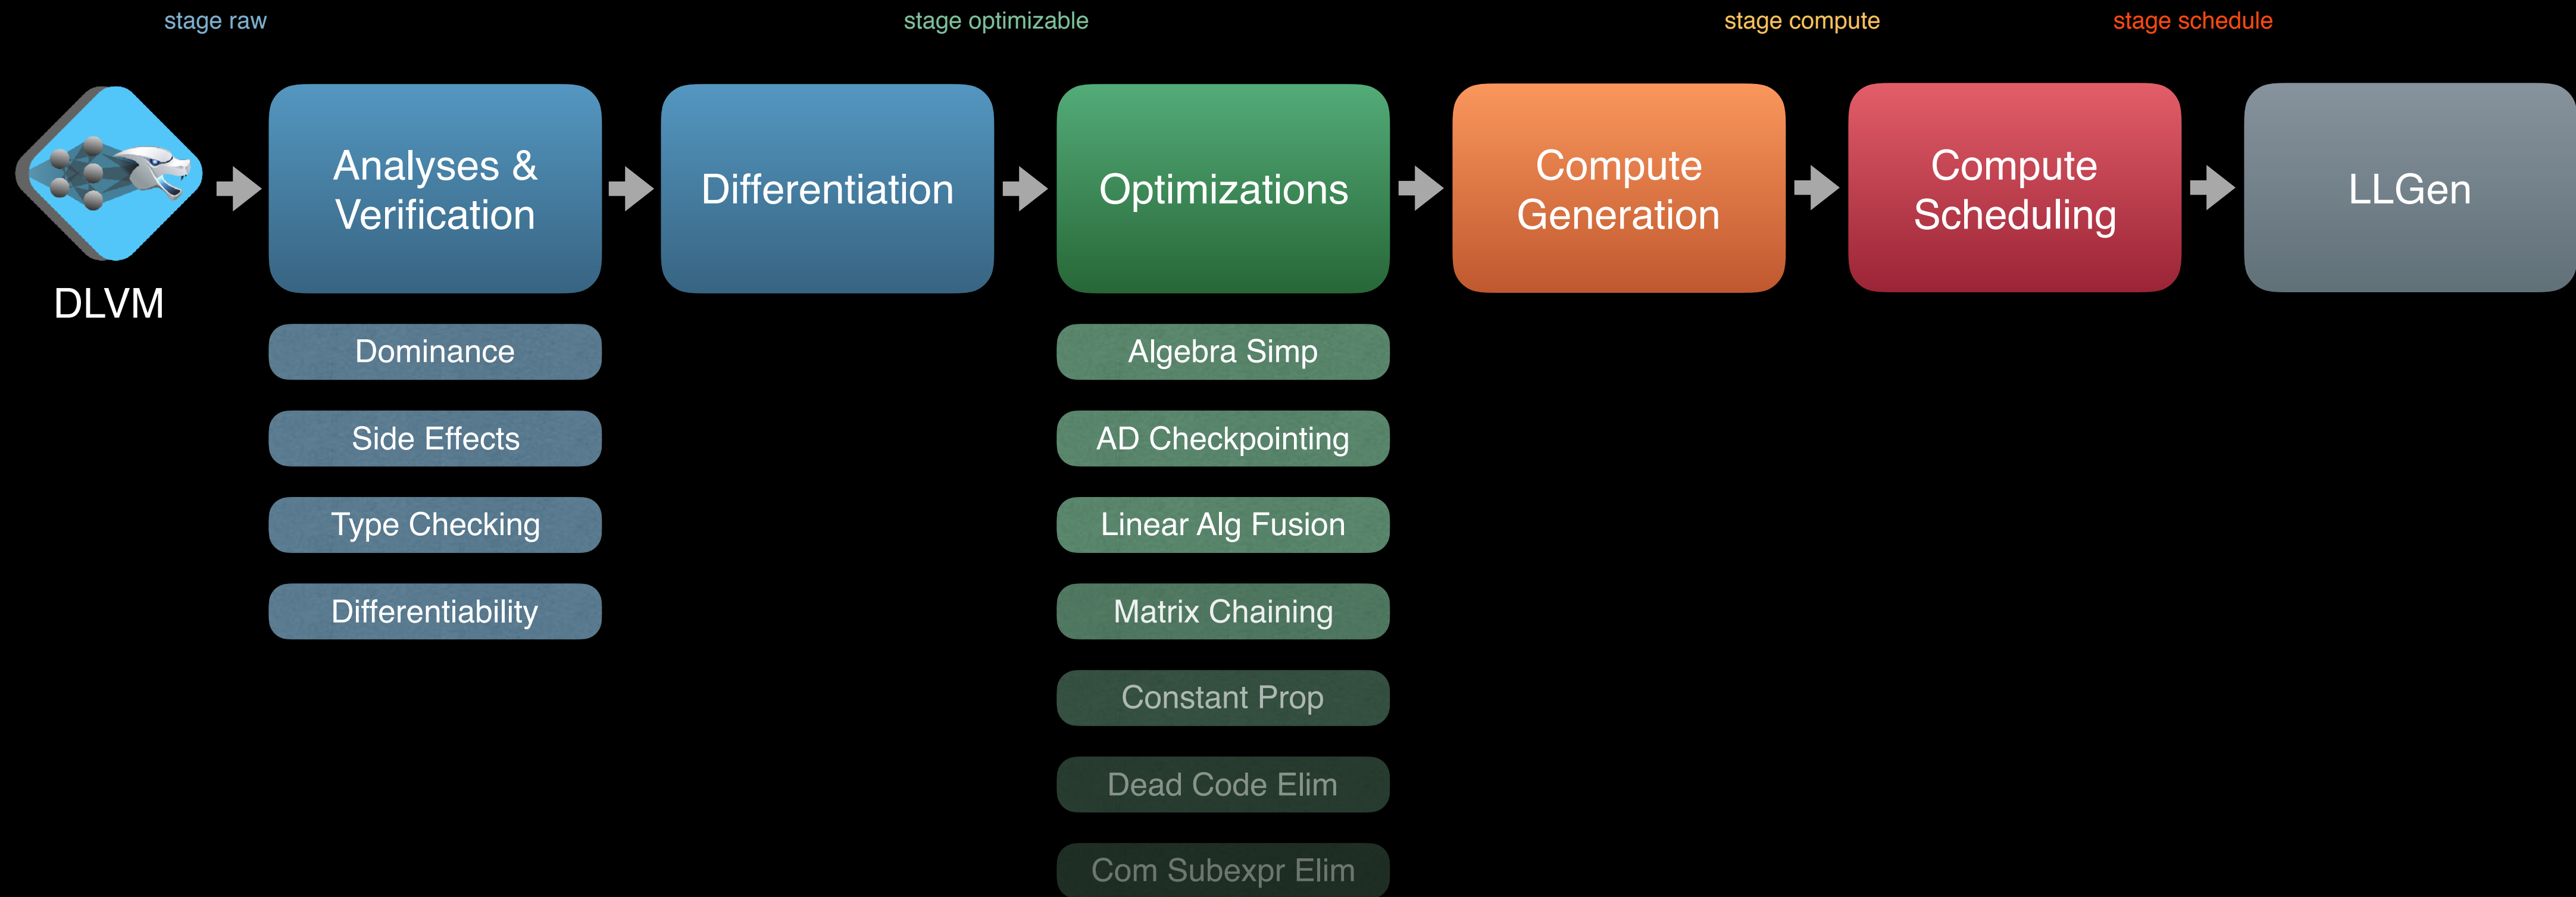 stage raw
stage optimizable
stage compute
stage schedule
DLVM
Analyses &
Verification
Differentiation
Optimizations
Compute
Generation
Compute
Scheduling
LLGen
Dominance
Side Effects
Type Checking
Differentiability
Algebra Simp
AD Checkpointing
Linear Alg Fusion
Matrix Chaining
Constant Prop
Dead Code Elim
Com Subexpr Elim